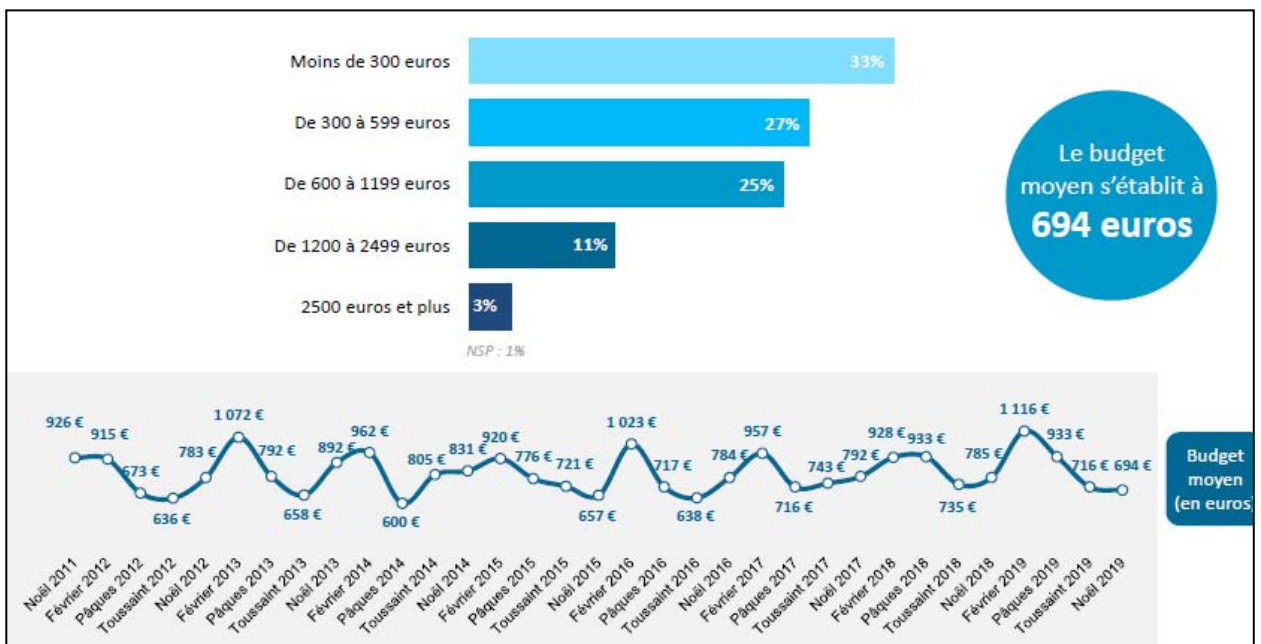 Moins de 300 euros
33%
De 300 à 599 euros
27%
De 600 à 1199 euros
25%
De 1200 à 2499 euros
11%
2500 euros et plus
3%
NSP : 1%
Le budget
moyen s'établit à
694 euros
926 €
915 €
673 €
636 €
783 €
1 072 €
792 €
658 €
892 €
962 €
600 €
805 €
831 €
920 €
776 €
721 €
657 €
1 023 €
717 €
638 €
784 €
957 €
716 €
743 €
792 €
928 €
933 €
735 €
785 €
1 116 €
933 €
716 €
694 €
Budget
moyen
(en euros)
Noël 2011
Février 2012
Pâques 2012
Toussaint 2012
Noël 2012
Février 2013
Pâques 2013
Toussaint 2013
Noël 2013
Février 2014
Pâques 2014
Toussaint 2014
Noël 2014
Février 2015
Pâques 2015
Toussaint 2015
Noël 2015
Février 2016
Pâques 2016
Toussaint 2016
Noël 2016
Février 2017
Pâques 2017
Toussaint 2017
Noël 2017
Février 2018
Pâques 2018
Toussaint 2018
Noël 2018
Février 2019
Pâques 2019
Toussaint 2019
Noël 2019